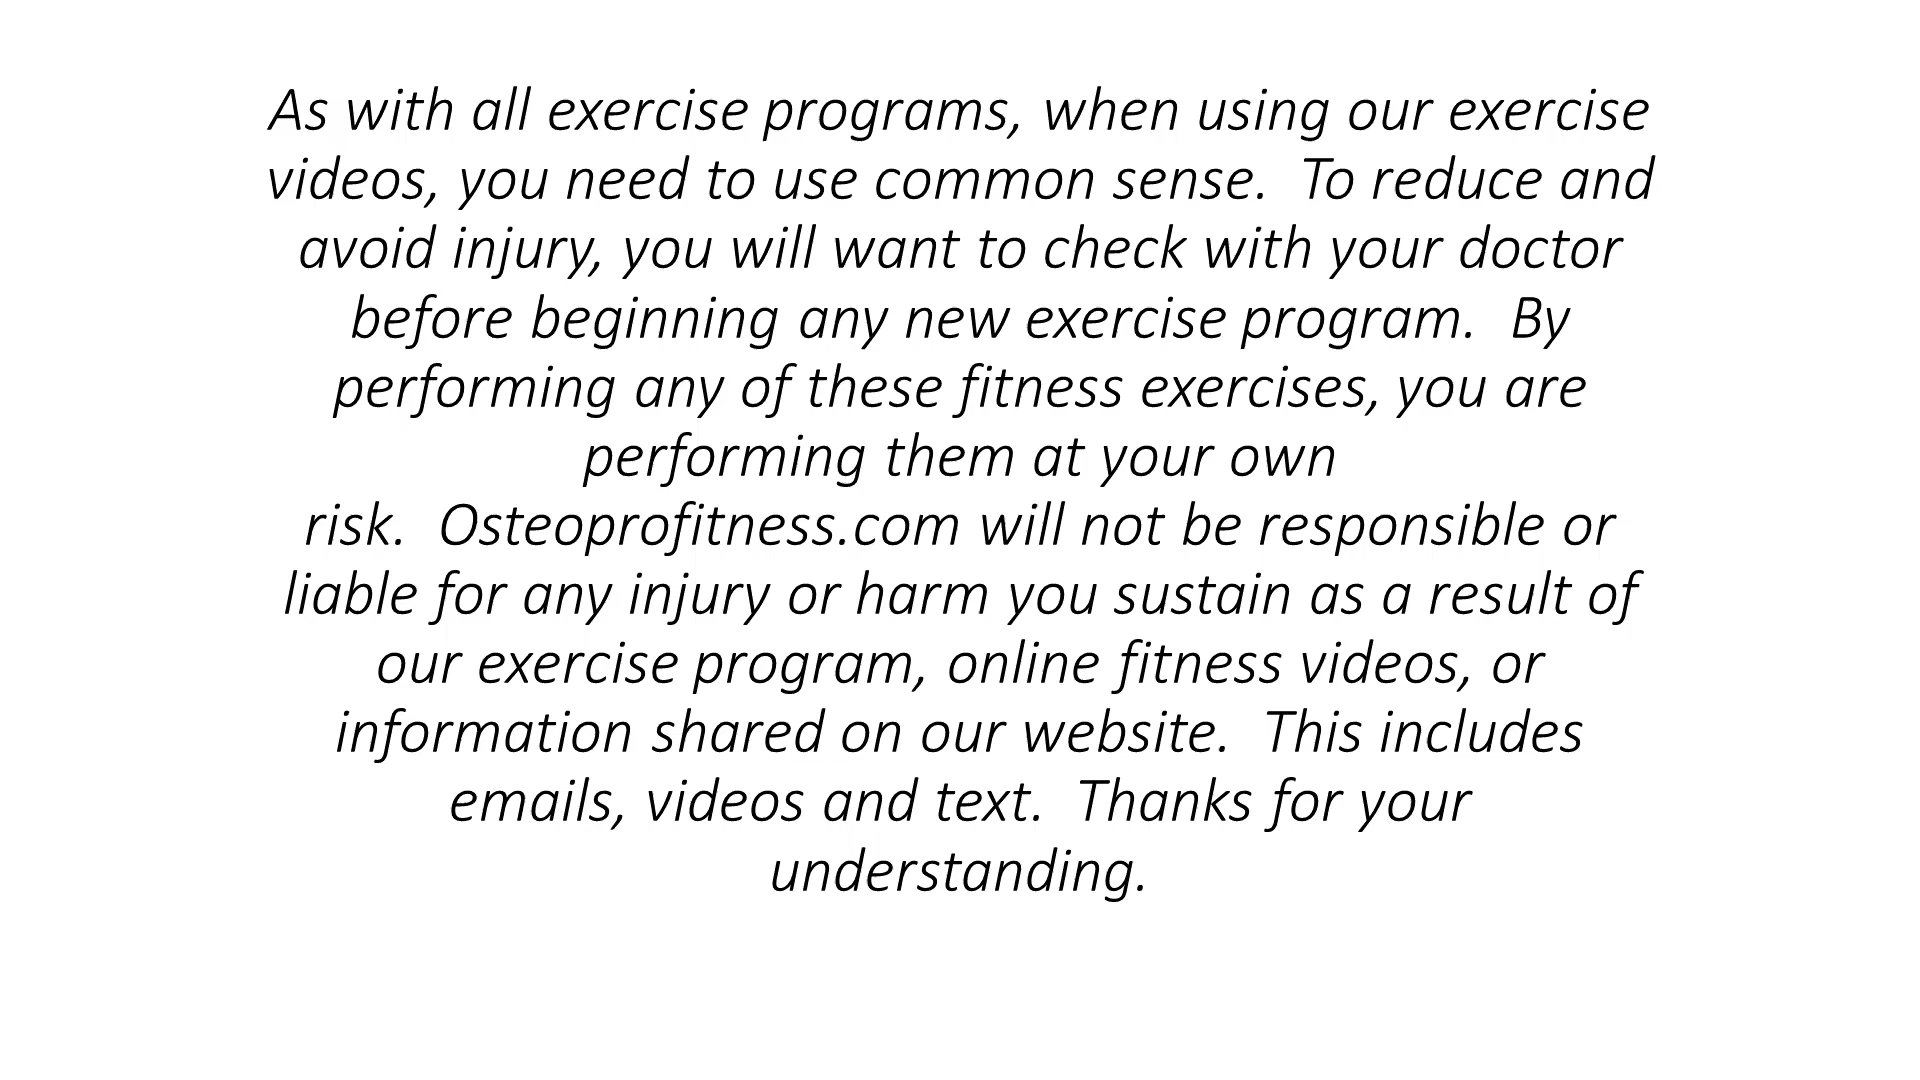 As with all exercise programs, when using our exercise
videos, you need to use common sense.  To reduce and
avoid injury, you will want to check with your doctor
before beginning any new exercise program.  By
performing any of these fitness exercises, you are
performing them at your own
risk.  Osteoprofitness.com will not be responsible or
liable for any injury or harm you sustain as a result of
our exercise program, online fitness videos, or
information shared on our website.  This includes
emails, videos and text.  Thanks for your
understanding.